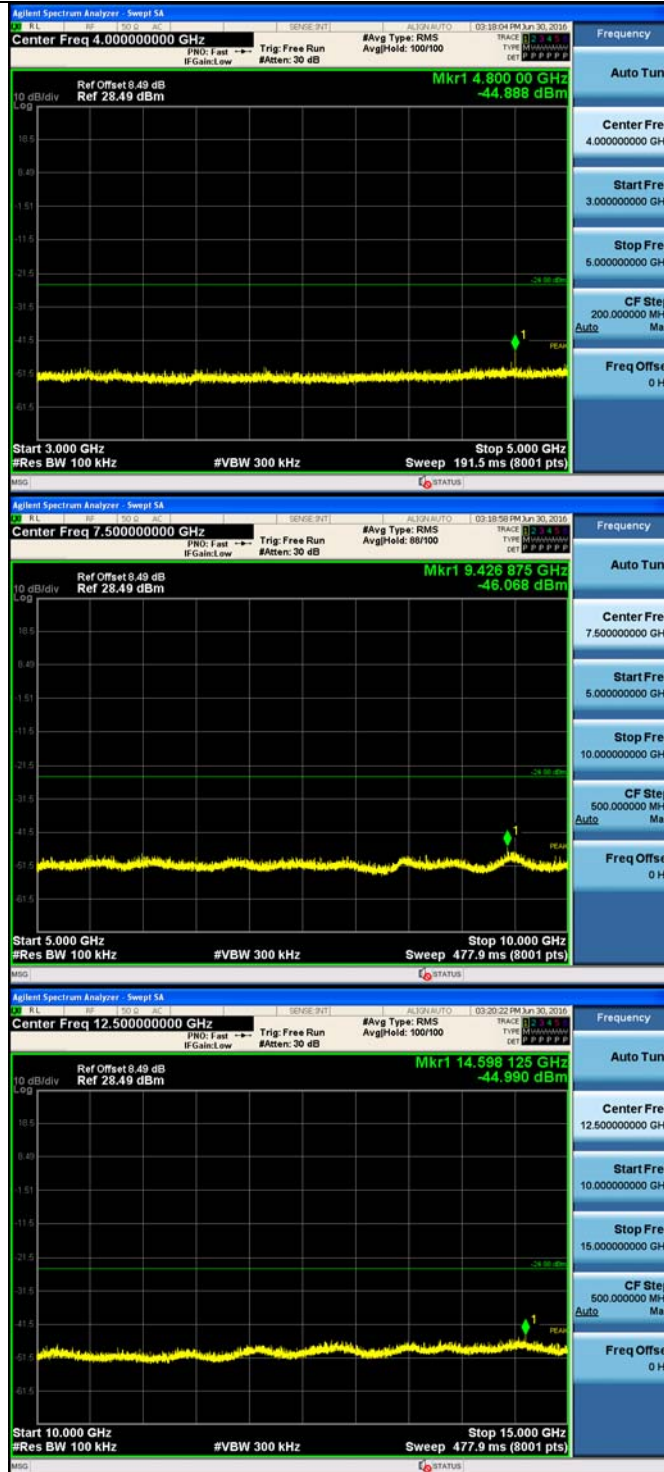 Agilent Spectrum Analyzer - Swept SA
RL RF 50 Ω AC SENSE:INT ALIGN AUTO 03:18:04 PM Jun 30, 2016
Center Freq 4.000000000 GHz
PNO: Fast
IFGain:Low
Trig: Free Run
#Atten: 30 dB
#Avg Type: RMS
Avg|Hold: 100/100
TRACE 1 2 3 4 5 6
TYPE
DET P P P P P P
Frequency
Mkr1 4.800 00 GHz
-44.888 dBm
Ref Offset 8.49 dB
10 dB/div Ref 28.49 dBm
Log
18.5
8.49
-1.51
-11.5
-21.5
-31.5
-41.5
-51.5
-61.5
1
PEAK
Auto Tun
Center Fre
4.000000000 GH
Start Fre
3.000000000 GH
Stop Fre
5.000000000 GH
CF Ste
200.000000 MH
Auto Ma
Freq Offse
0 H
Start 3.000 GHz Stop 5.000 GHz
#Res BW 100 kHz #VBW 300 kHz Sweep 191.5 ms (8001 pts)
MSG STATUS
Agilent Spectrum Analyzer - Swept SA
RL RF 50 Ω AC SENSE:INT ALIGN AUTO 03:18:58 PM Jun 30, 2016
Center Freq 7.500000000 GHz
PNO: Fast
IFGain:Low
Trig: Free Run
#Atten: 30 dB
#Avg Type: RMS
Avg|Hold: 88/100
TRACE 1 2 3 4 5 6
TYPE
DET P P P P P P
Frequency
Mkr1 9.426 875 GHz
-46.068 dBm
Ref Offset 8.49 dB
10 dB/div Ref 28.49 dBm
Log
18.5
8.49
-1.51
-11.5
-21.5
-31.5
-41.5
-51.5
-61.5
1
PEAK
Auto Tun
Center Fre
7.500000000 GH
Start Fre
5.000000000 GH
Stop Fre
10.000000000 GH
CF Ste
500.000000 MH
Auto Ma
Freq Offse
0 H
Start 5.000 GHz Stop 10.000 GHz
#Res BW 100 kHz #VBW 300 kHz Sweep 477.9 ms (8001 pts)
MSG STATUS
Agilent Spectrum Analyzer - Swept SA
RL RF 50 Ω AC SENSE:INT ALIGN AUTO 03:20:22 PM Jun 30, 2016
Center Freq 12.500000000 GHz
PNO: Fast
IFGain:Low
Trig: Free Run
#Atten: 30 dB
#Avg Type: RMS
Avg|Hold: 100/100
TRACE 1 2 3 4 5 6
TYPE
DET P P P P P P
Frequency
Mkr1 14.598 125 GHz
-44.990 dBm
Ref Offset 8.49 dB
10 dB/div Ref 28.49 dBm
Log
18.5
8.49
-1.51
-11.5
-21.5
-31.5
-41.5
-51.5
-61.5
1
PEAK
Auto Tun
Center Fre
12.500000000 GH
Start Fre
10.000000000 GH
Stop Fre
15.000000000 GH
CF Ste
500.000000 MH
Auto Ma
Freq Offse
0 H
Start 10.000 GHz Stop 15.000 GHz
#Res BW 100 kHz #VBW 300 kHz Sweep 477.9 ms (8001 pts)
MSG STATUS